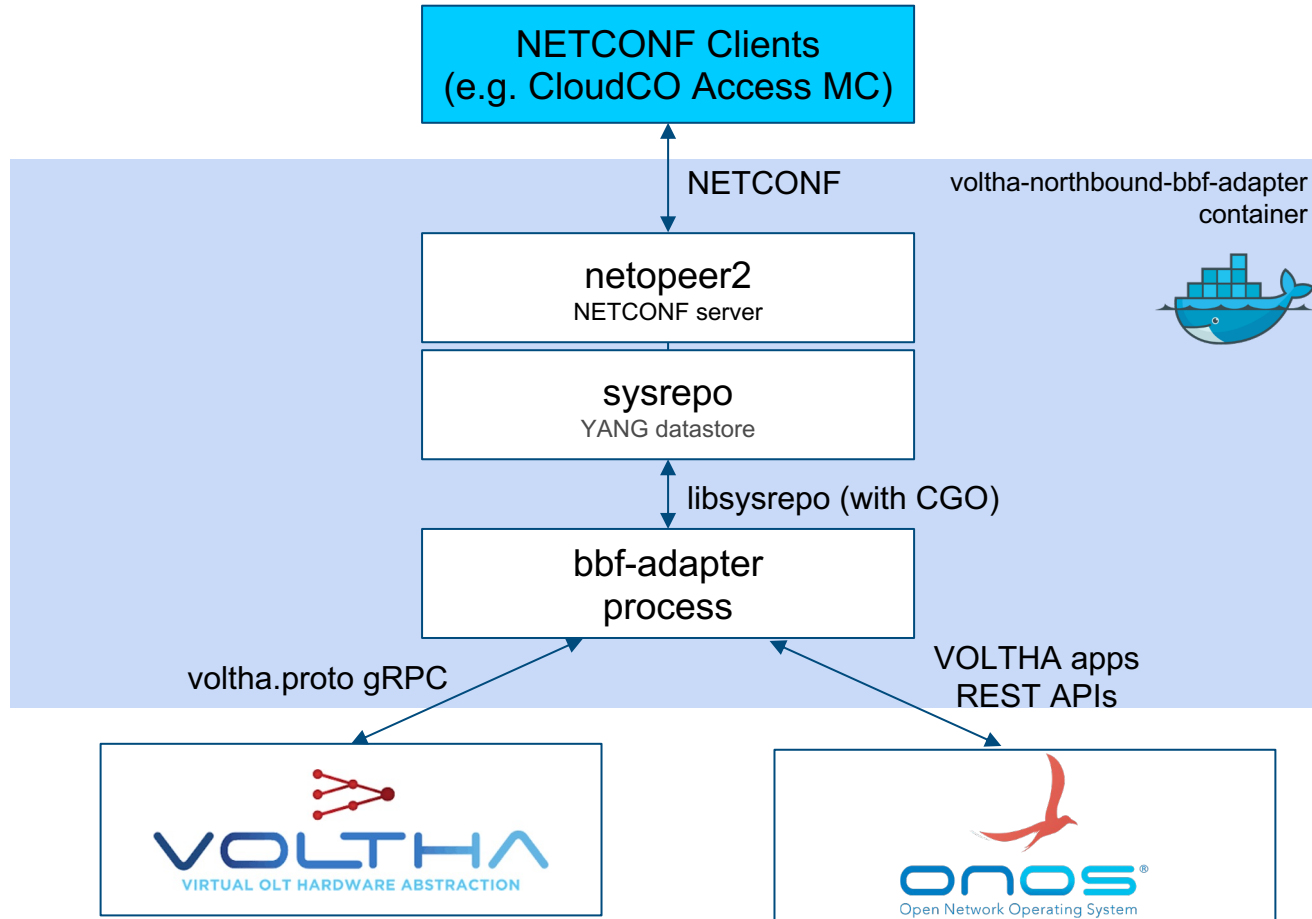 NETCONF Clients
(e.g. CloudCO Access MC)
NETCONF
voltha-northbound-bbf-adapter
container
netopeer2
NETCONF server
sysrepo
YANG datastore
libsysrepo (with CGO)
bbf-adapter
process
voltha.proto gRPC
VOLTHA apps
REST APIs
VOLTHA
VIRTUAL OLT HARDWARE ABSTRACTION
onos®
Open Network Operating System